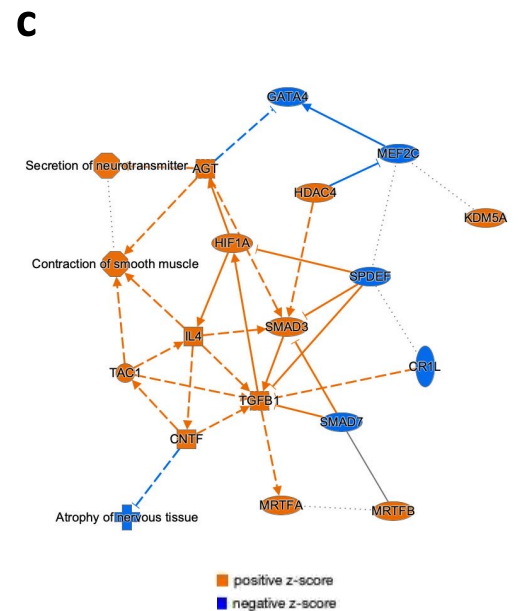 C
GATA4
MEF2C
Secretion of neurotransmitter
AGT
HDAC4
KDM5A
HIF1A
Contraction of smooth muscle
SPDEF
SMAD3
IL4
TAC1
CR1L
TGFB1
SMAD7
CNTF
MRTFA
MRTFB
Atrophy of nervous tissue
positive z-score
negative z-score